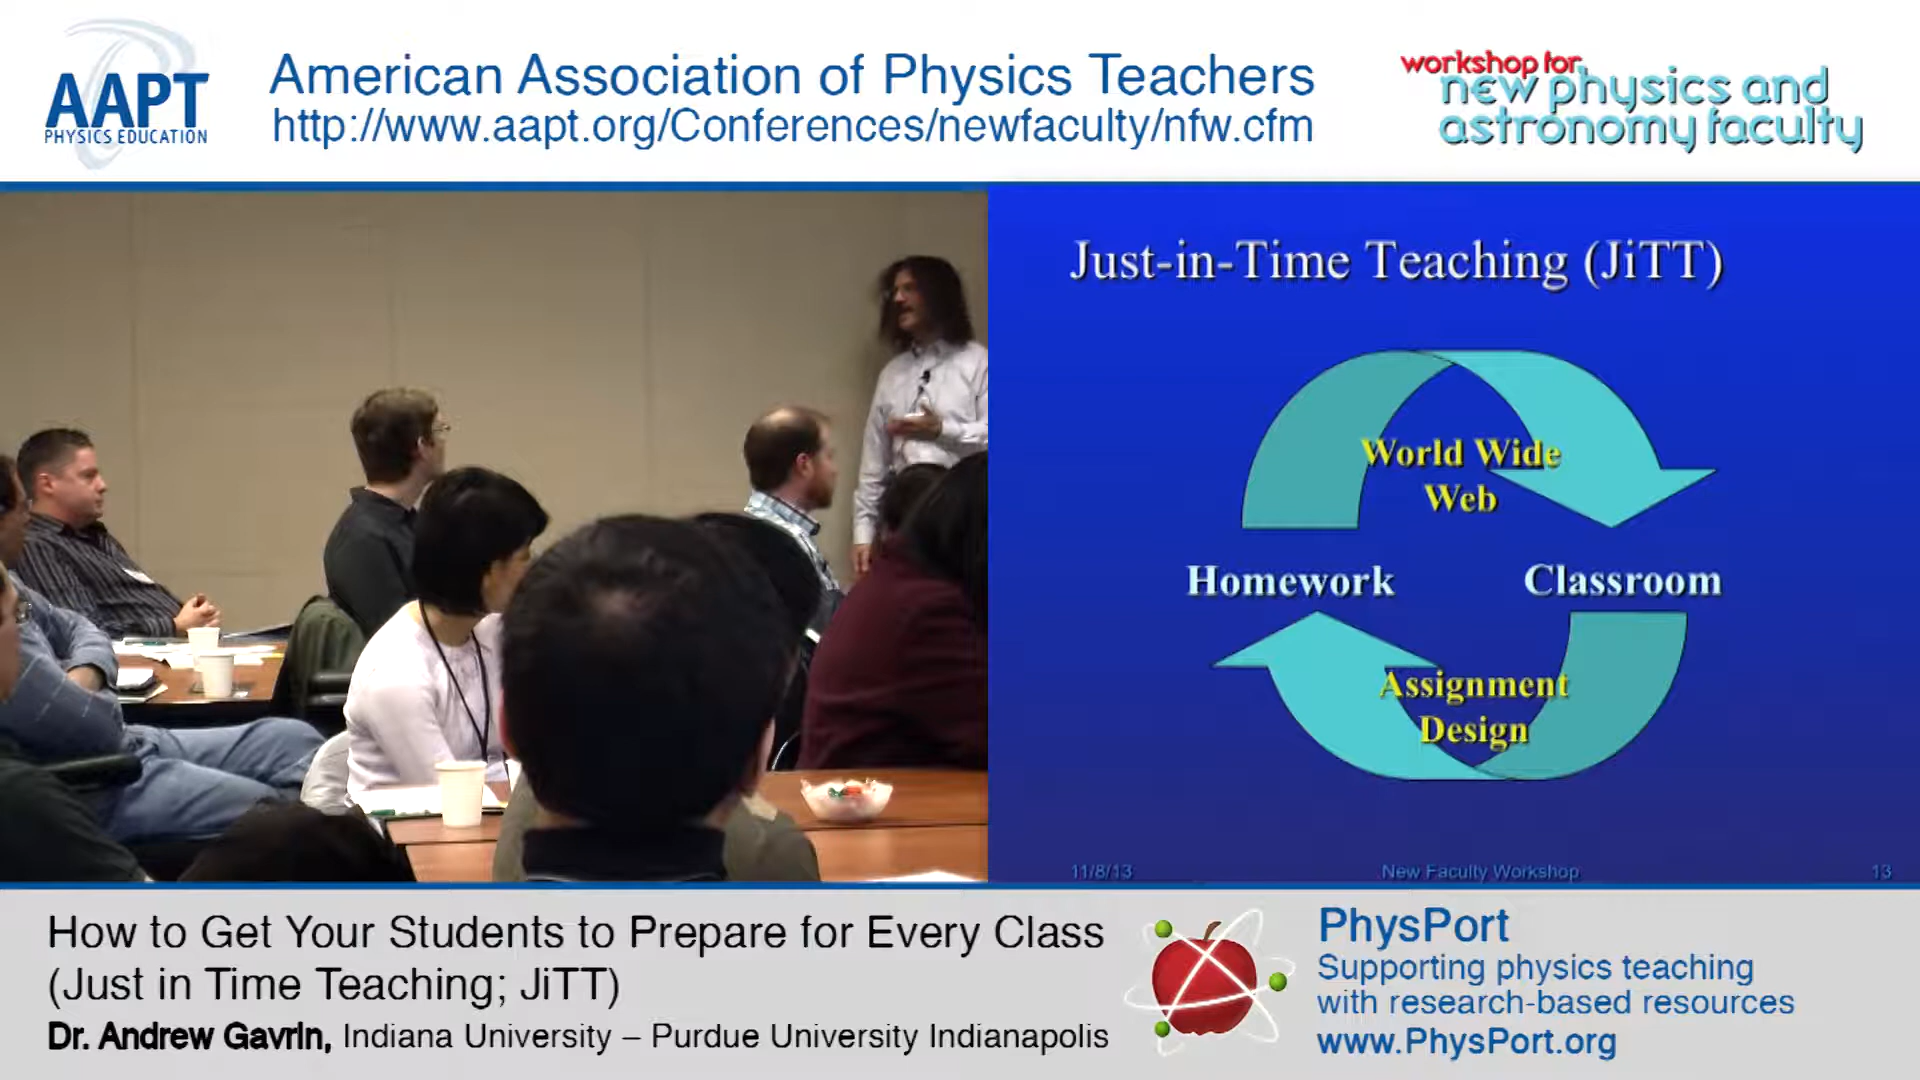 AAPT
PHYSICS EDUCATION
American Association of Physics Teachers
http://www.aapt.org/Conferences/newfaculty/nfw.cfm
workshop for
new physics and
astronomy faculty
Just-in-Time Teaching (JiTT)
World Wide
Web
Homework
Classroom
Assignment
Design
11/8/13
New Faculty Workshop
13
How to Get Your Students to Prepare for Every Class
(Just in Time Teaching; JiTT)
Dr. Andrew Gavrin, Indiana University – Purdue University Indianapolis
PhysPort
Supporting physics teaching
with research-based resources
www.PhysPort.org